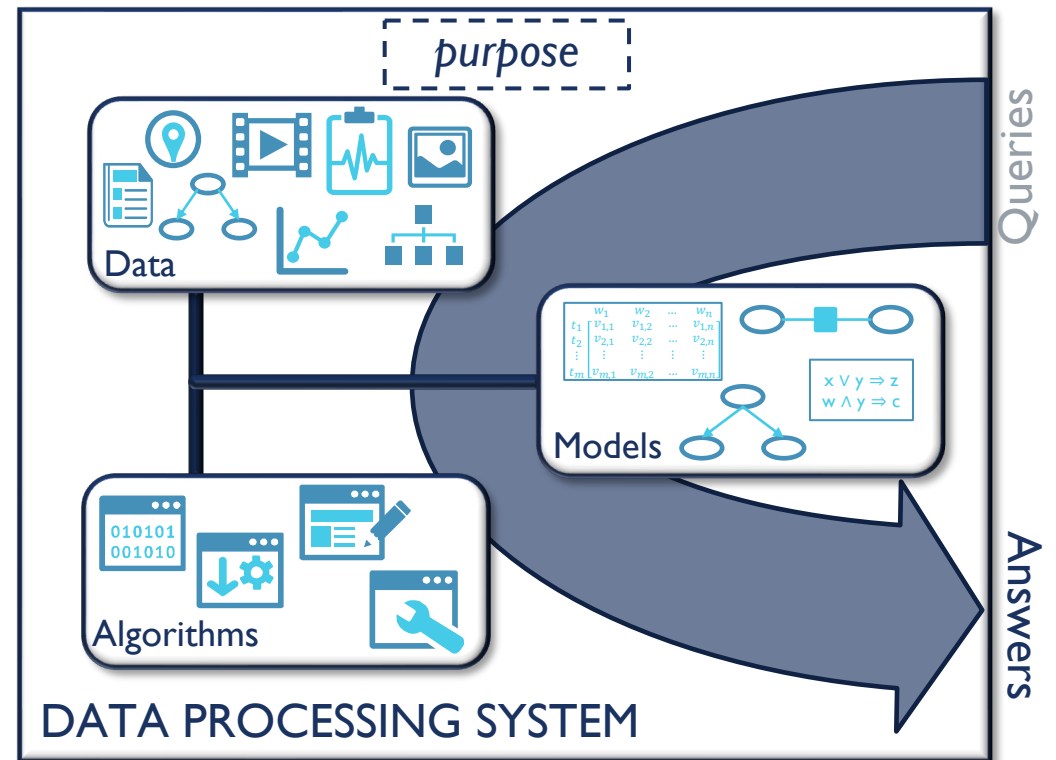 purpose
Queries
Data
w₁ w₂ ... wₙ
t₁ v₁,₁ v₁,₂ ... v₁,ₙ
t₂ v₂,₁ v₂,₂ ... v₂,ₙ
⋮ ⋮ ⋮ ⋮ ⋮
tₘ vₘ,₁ vₘ,₂ ... vₘ,ₙ
x ∨ y ⇒ z
w ∧ y ⇒ c
Models
010101
001010
Algorithms
Answers
DATA PROCESSING SYSTEM